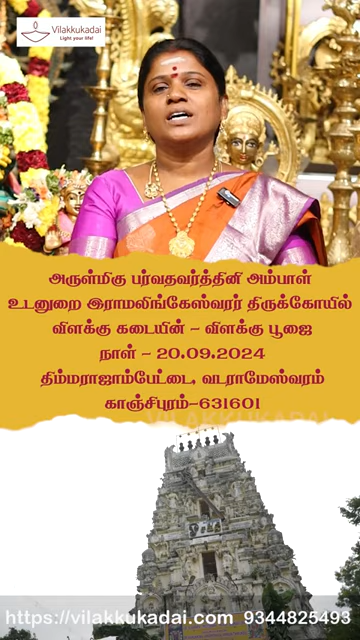 Vilakkukadai
Light your life!
அருள்மிகு பர்வதவர்த்தினி அம்பாள்
உடனுறை இராமலிங்கேஸ்வரர் திருக்கோயில்
விளக்கு கடையின் - விளக்கு பூஜை
நாள் - 20.09.2024
திம்மராஜாம்பேட்டை, வடராமேஸ்வரம்
காஞ்சிபுரம்-631601
VILAKKUKADAI
https://vilakkukadai.com 9344825493